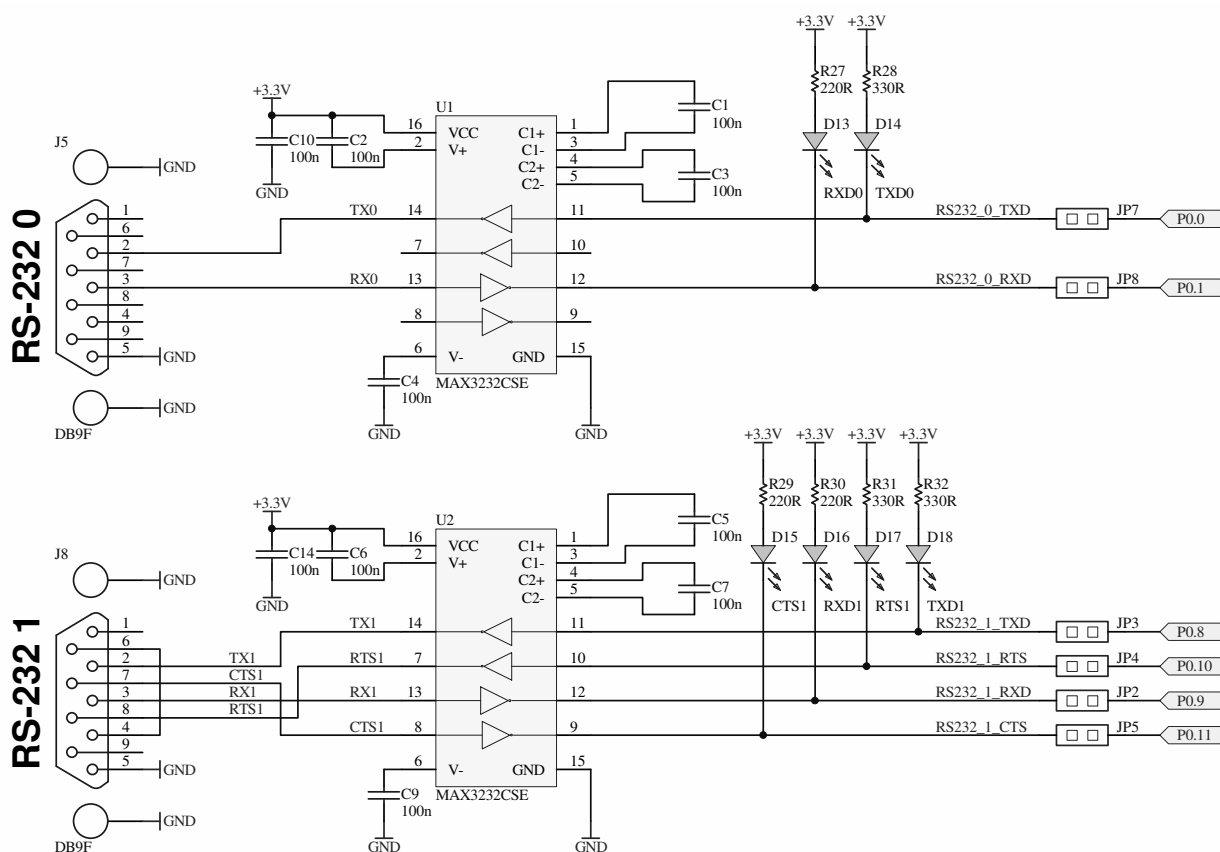 +3.3V +3.3V
R27 R28
220R 330R
+3.3V
U1
C1
100n
D13 D14
J5
C10 C2
100n 100n
16 VCC C1+ 1
2 V+ C1- 3
C2+ 4
C2- 5
C3
100n
GND
GND
RXD0 TXD0
RS-232 0
1
6
2
7
3
8
4
9
5
TX0 14 11 RS232_0_TXD JP7 P0.0
7 10
RX0 13 12 RS232_0_RXD JP8 P0.1
8 9
GND
6 V- GND 15
C4
100n
MAX3232CSE
GND
DB9F
GND GND
+3.3V +3.3V +3.3V +3.3V
R29 R30 R31 R32
220R 220R 330R 330R
+3.3V
U2
C5
100n
D15 D16 D17 D18
J8
C14 C6
100n 100n
16 VCC C1+ 1
2 V+ C1- 3
C2+ 4
C2- 5
C7
100n
GND
GND
CTS1 RXD1 RTS1 TXD1
RS-232 1
1
6
2
7
3
8
4
9
5
TX1
CTS1
RX1
RTS1
TX1 14 11 RS232_1_TXD JP3 P0.8
RTS1 7 10 RS232_1_RTS JP4 P0.10
RX1 13 12 RS232_1_RXD JP2 P0.9
CTS1 8 9 RS232_1_CTS JP5 P0.11
GND
6 V- GND 15
C9
100n
MAX3232CSE
GND
DB9F
GND GND